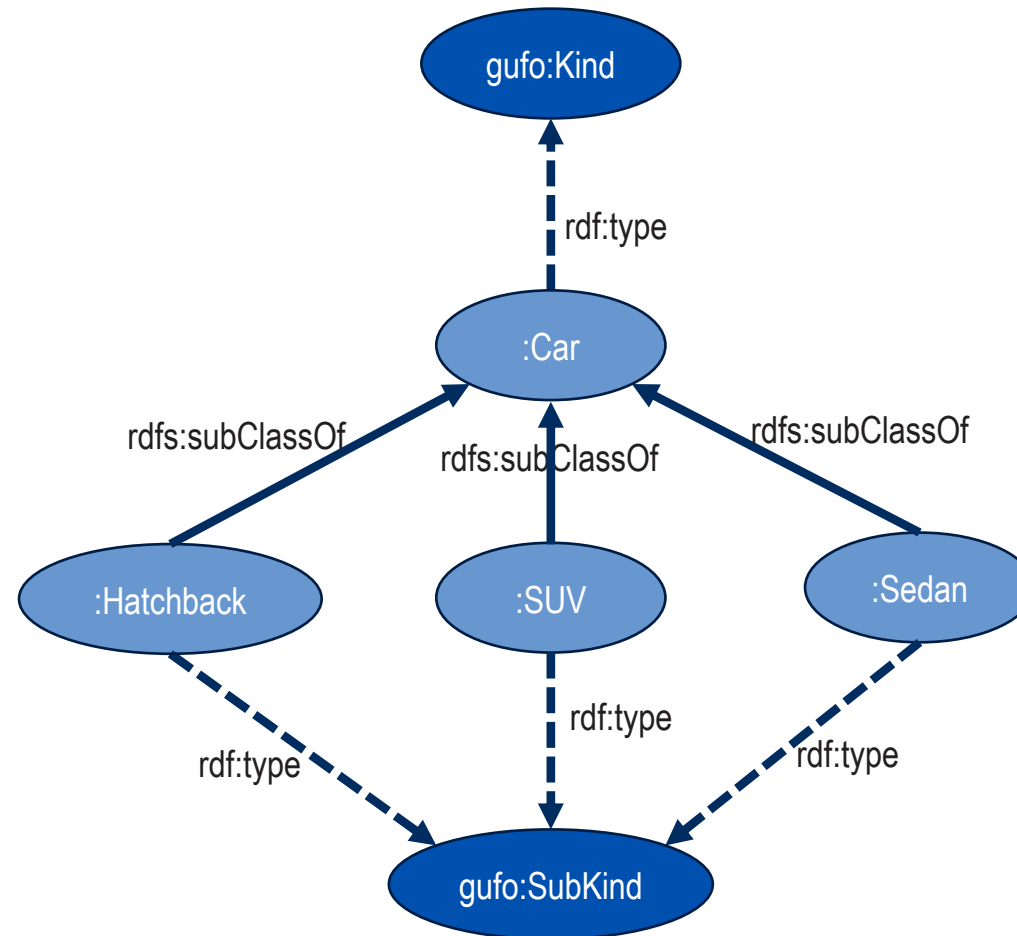 gufo:Kind
rdf:type
:Car
rdfs:subClassOf
rdfs:subClassOf
rdfs:subClassOf
:Hatchback
:SUV
:Sedan
rdf:type
rdf:type
rdf:type
gufo:SubKind